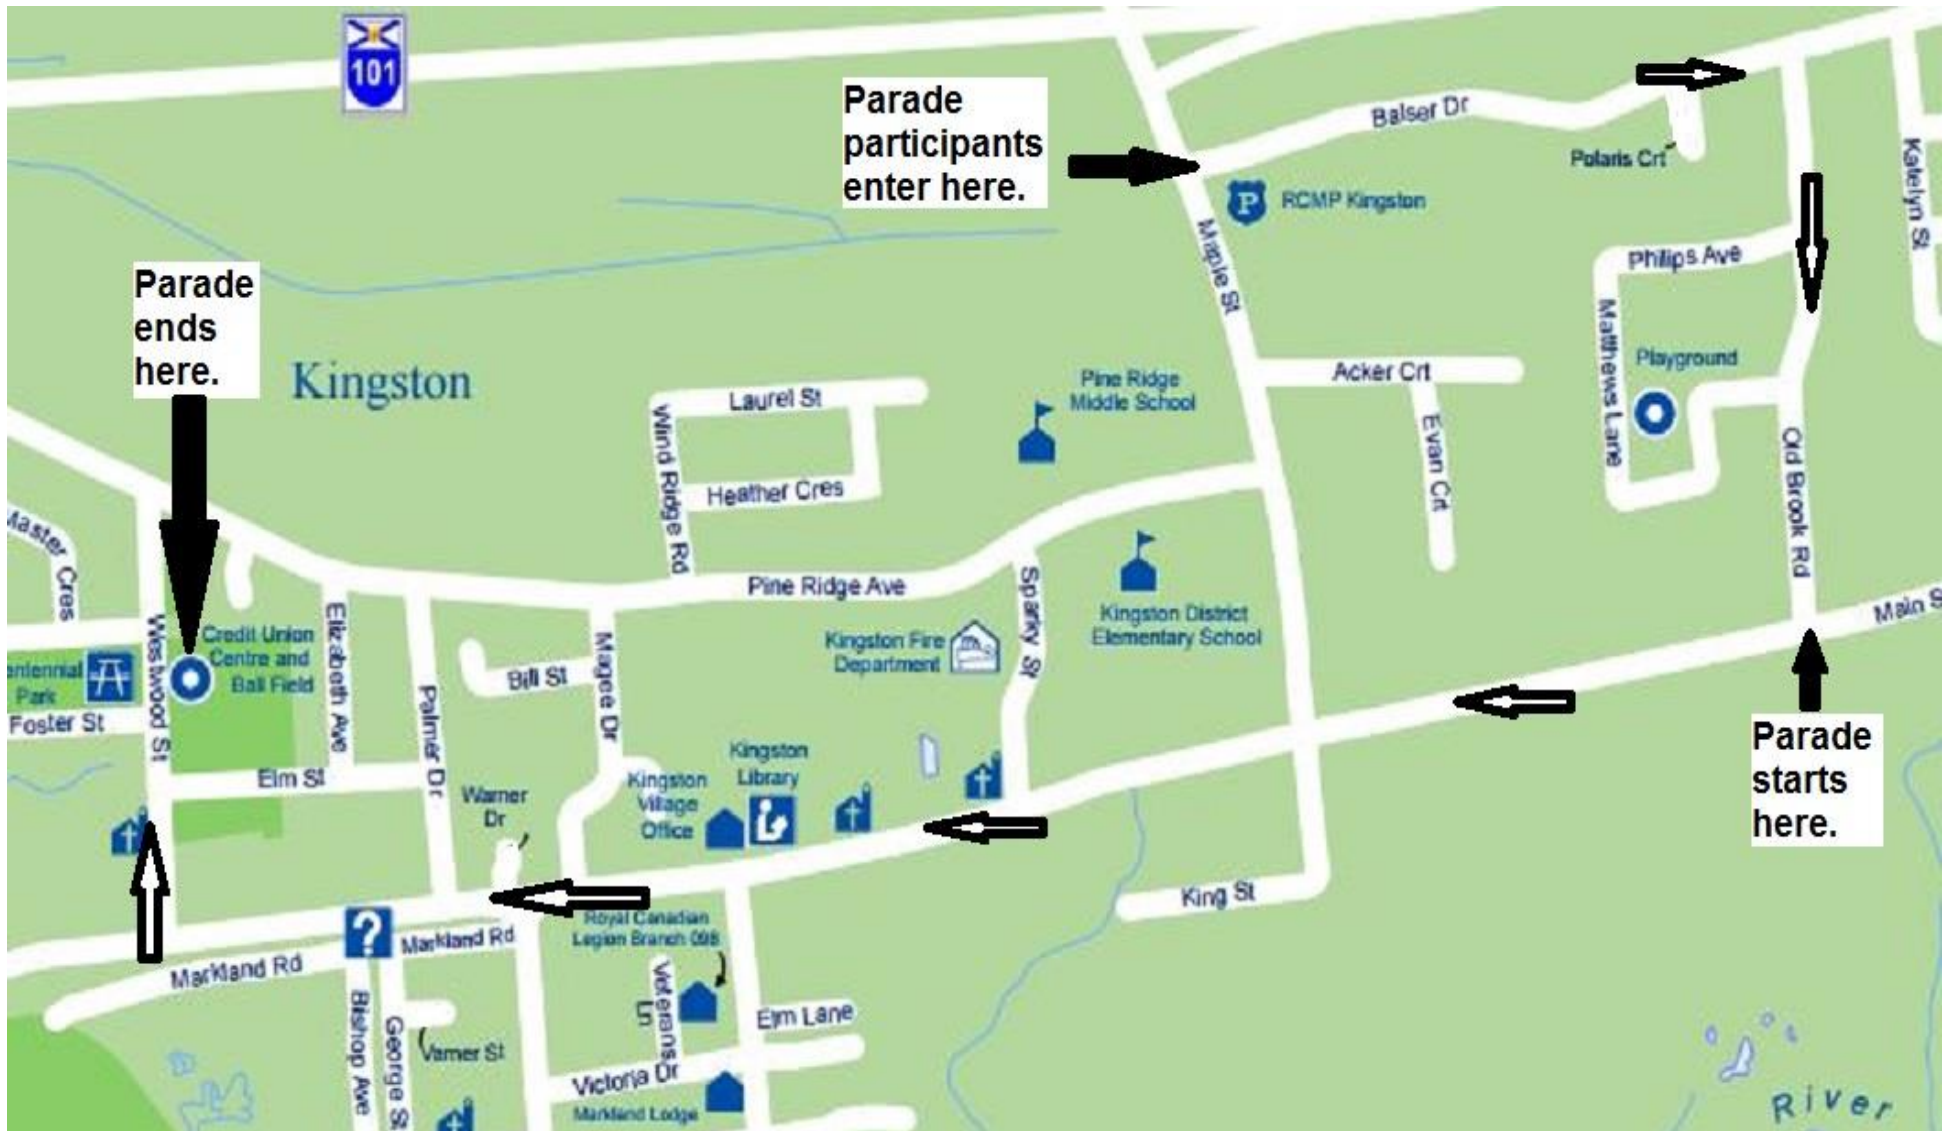 101
Parade
participants
enter here.
Balser Dr
Polaris Crt
Katelyn St
RCMP Kingston
Maple St
Philips Ave
Parade
ends
here.
Kingston
Matthews Lane
Playground
Laurel St
Pine Ridge
Middle School
Acker Crt
Wind Ridge Rd
Evan Crt
Old Brook Rd
Heather Cres
Master Cres
Pine Ridge Ave
Sparky St
Kingston District
Elementary School
Main S
Westwood St
Credit Union
Centre and
Ball Field
Elizabeth Ave
Magee Dr
Kingston Fire
Department
entennial
Park
Bill St
Palmer Dr
Foster St
Parade
starts
here.
Elm St
Kingston
Library
Warner
Dr
Kingston
Village
Office
King St
?
Royal Canadian
Legion Branch 098
Markland Rd
Markland Rd
Veterans
Ln
Bishop Ave
George St
Elm Lane
Varner St
Victoria Dr
Markland Lodge
River
P